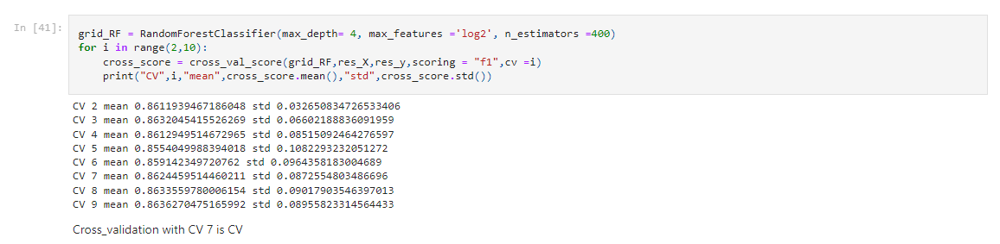 In [41]:
grid_RF = RandomForestClassifier(max_depth= 4, max_features ='log2', n_estimators =400)
for i in range(2,10):
    cross_score = cross_val_score(grid_RF,res_X,res_y,scoring = "f1",cv =i)
    print("CV",i,"mean",cross_score.mean(),"std",cross_score.std())
CV 2 mean 0.8611939467186048 std 0.032650834726533406
CV 3 mean 0.8632045415526269 std 0.06602188836091959
CV 4 mean 0.8612949514672965 std 0.08515092464276597
CV 5 mean 0.8554049988394018 std 0.1082293232051272
CV 6 mean 0.859142349720762 std 0.0964358183004689
CV 7 mean 0.8624459514460211 std 0.0872554803486696
CV 8 mean 0.8633559780006154 std 0.09017903546397013
CV 9 mean 0.8636270475165992 std 0.08955823314564433
Cross_validation with CV 7 is CV